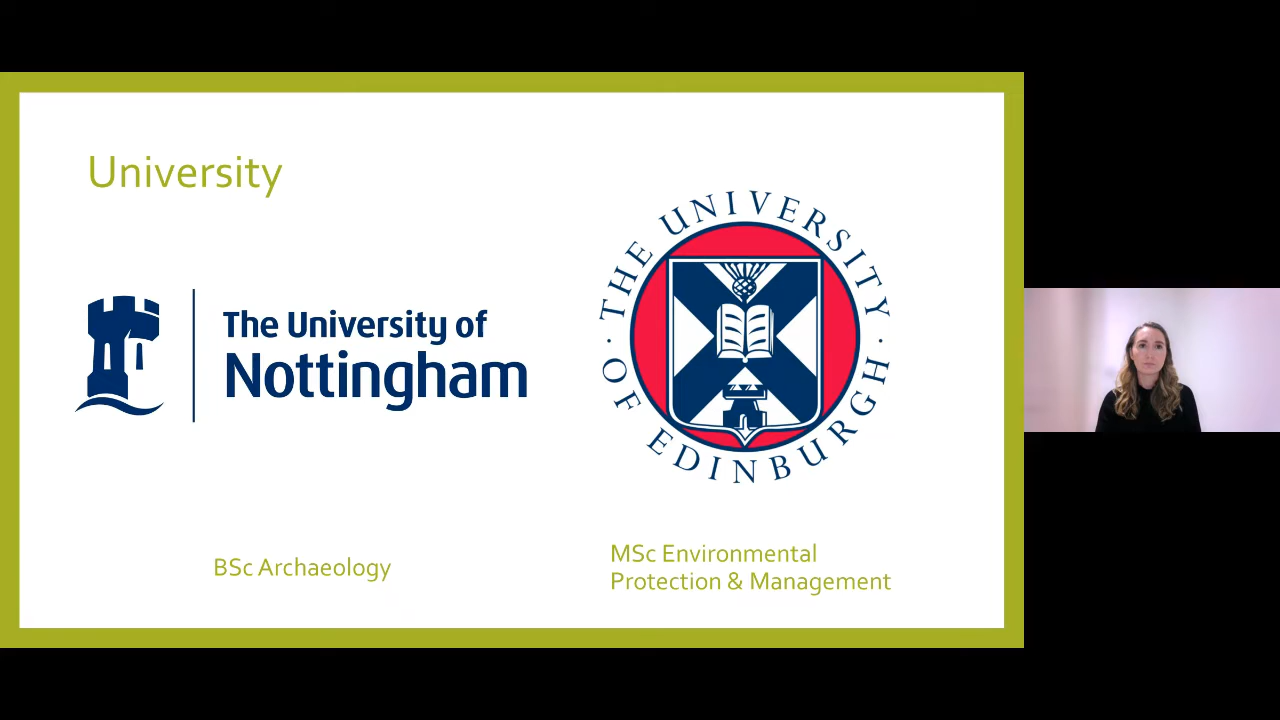 University
The University of
Nottingham
THE UNIVERSITY
· OF EDINBURGH ·
BSc Archaeology
MSc Environmental
Protection & Management